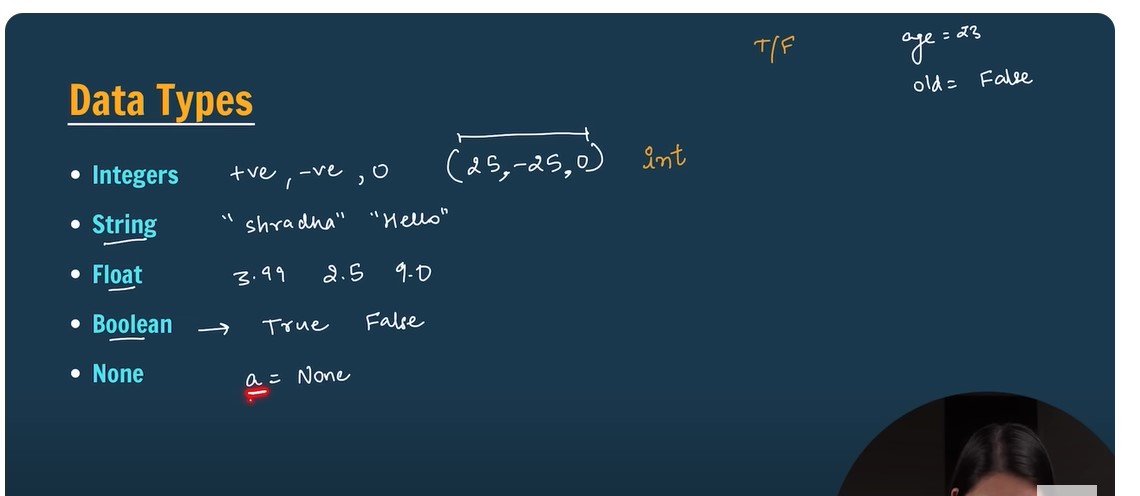 T/F
age = 23
old = False
Data Types
• Integers +ve, -ve, 0 (25, -25, 0) int
• String "shradha" "Hello"
• Float 3.99 2.5 9.0
• Boolean → True False
• None a = None